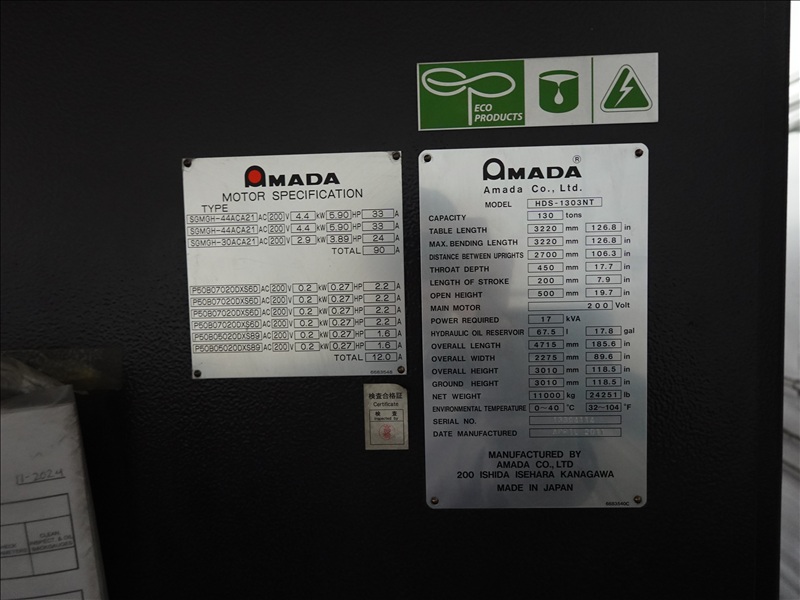 ECO
PRODUCTS
AMADA
MOTOR SPECIFICATION
TYPE
SGMGH-44ACA21 AC 200 V 4.4 kW 5.90 HP 33 A
SGMGH-44ACA21 AC 200 V 4.4 kW 5.90 HP 33 A
SGMGH-30ACA21 AC 200 V 2.9 kW 3.89 HP 24 A
TOTAL 90 A
P50B07020DXS6D AC 200 V 0.2 kW 0.27 HP 2.2 A
P50B07020DXS6D AC 200 V 0.2 kW 0.27 HP 2.2 A
P50B07020DXS6D AC 200 V 0.2 kW 0.27 HP 2.2 A
P50B07020DXS6D AC 200 V 0.2 kW 0.27 HP 2.2 A
P50B05020DXS89 AC 200 V 0.2 kW 0.27 HP 1.6 A
P50B05020DXS89 AC 200 V 0.2 kW 0.27 HP 1.6 A
TOTAL 12.0 A
検査合格証
Certificate
検 査
AMADA®
Amada Co., Ltd.
MODEL HDS-1303NT
CAPACITY 130 tons
TABLE LENGTH 3220 mm 126.8 in
MAX. BENDING LENGTH 3220 mm 126.8 in
DISTANCE BETWEEN UPRIGHTS 2700 mm 106.3 in
THROAT DEPTH 450 mm 17.7 in
LENGTH OF STROKE 200 mm 7.9 in
OPEN HEIGHT 500 mm 19.7 in
MAIN MOTOR 200 Volt
POWER REQUIRED 17 kVA
HYDRAULIC OIL RESERVOIR 67.5 l 17.8 gal
OVERALL LENGTH 4715 mm 185.6 in
OVERALL WIDTH 2275 mm 89.6 in
OVERALL HEIGHT 3010 mm 118.5 in
GROUND HEIGHT 3010 mm 118.5 in
NET WEIGHT 11000 kg 24251 lb
ENVIRONMENTAL TEMPERATURE 0~40 °C 32~104 °F
SERIAL NO.
DATE MANUFACTURED
MANUFACTURED BY
AMADA CO., LTD
200 ISHIDA ISEHARA KANAGAWA
MADE IN JAPAN
11-2024
CLEAN